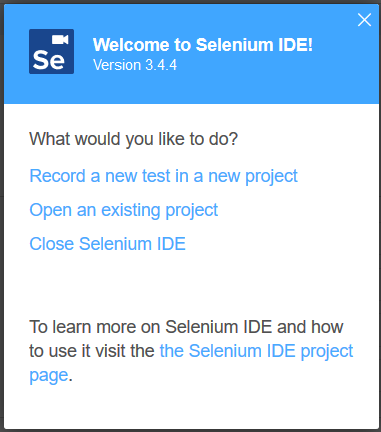 Se
Welcome to Selenium IDE!
Version 3.4.4
What would you like to do?
Record a new test in a new project
Open an existing project
Close Selenium IDE
To learn more on Selenium IDE and how
to use it visit the the Selenium IDE project
page.